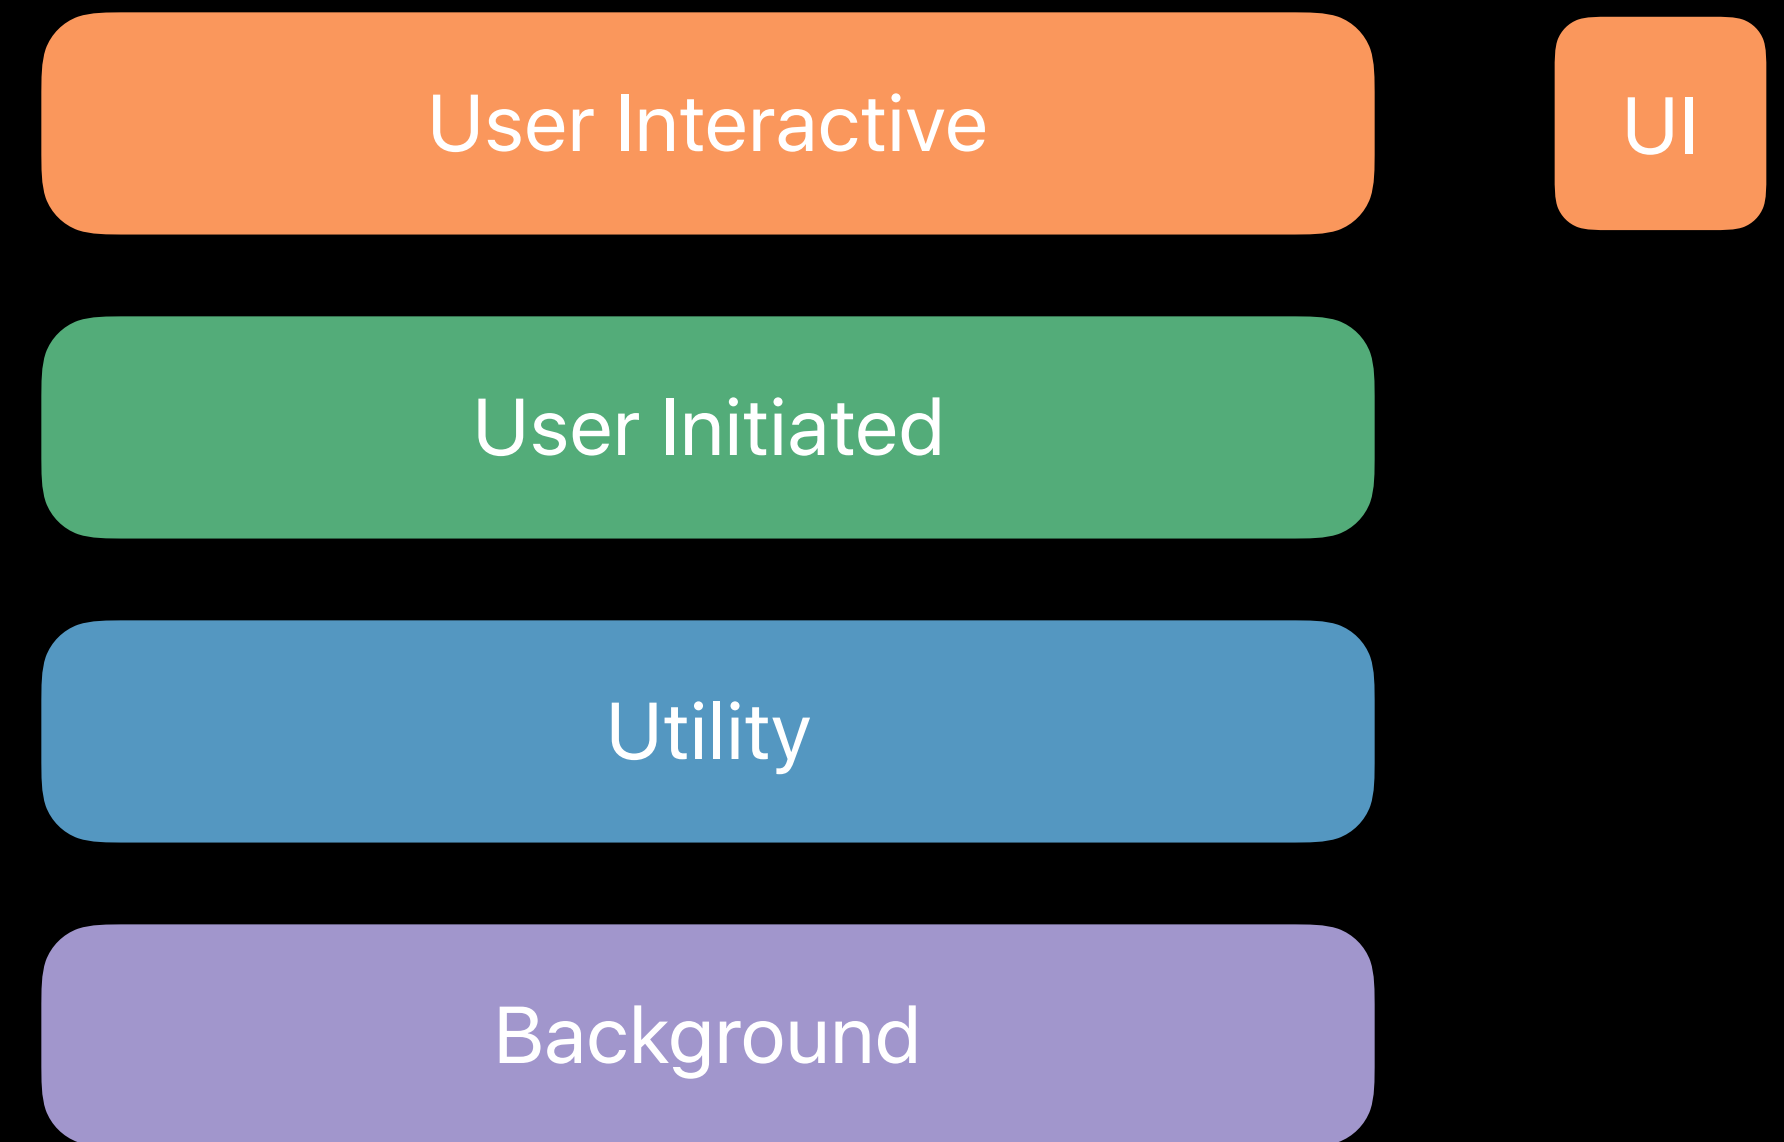 User Interactive
UI
User Initiated
Utility
Background